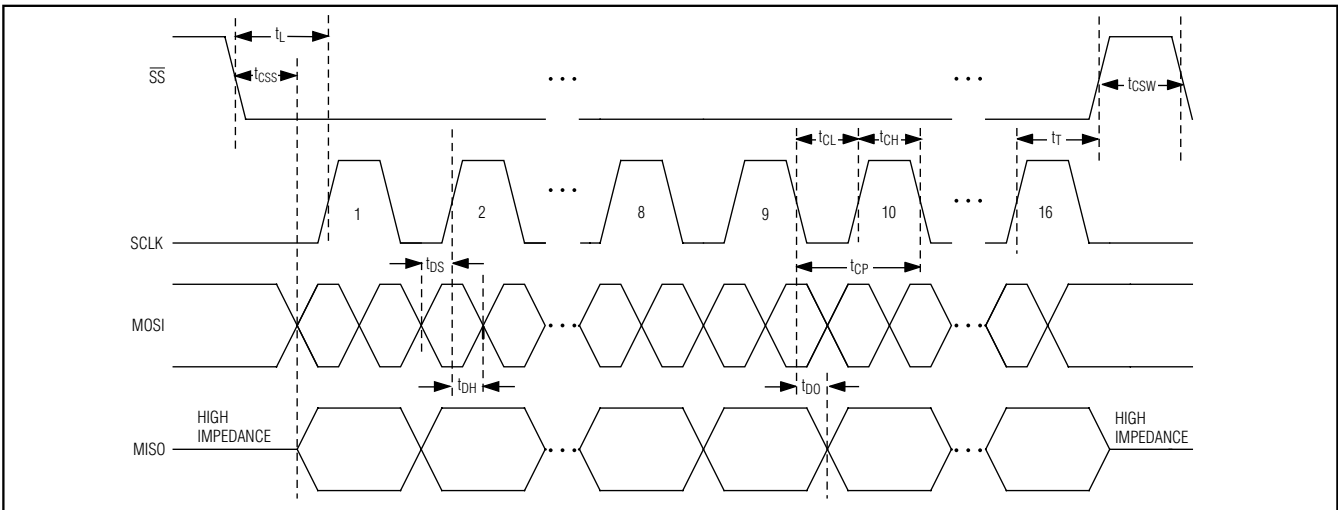 tL
SS
tCSS
tCSW
tCL
tCH
tT
1
2
8
9
10
16
SCLK
tDS
tCP
MOSI
tDH
tDO
HIGH
IMPEDANCE
MISO
HIGH
IMPEDANCE